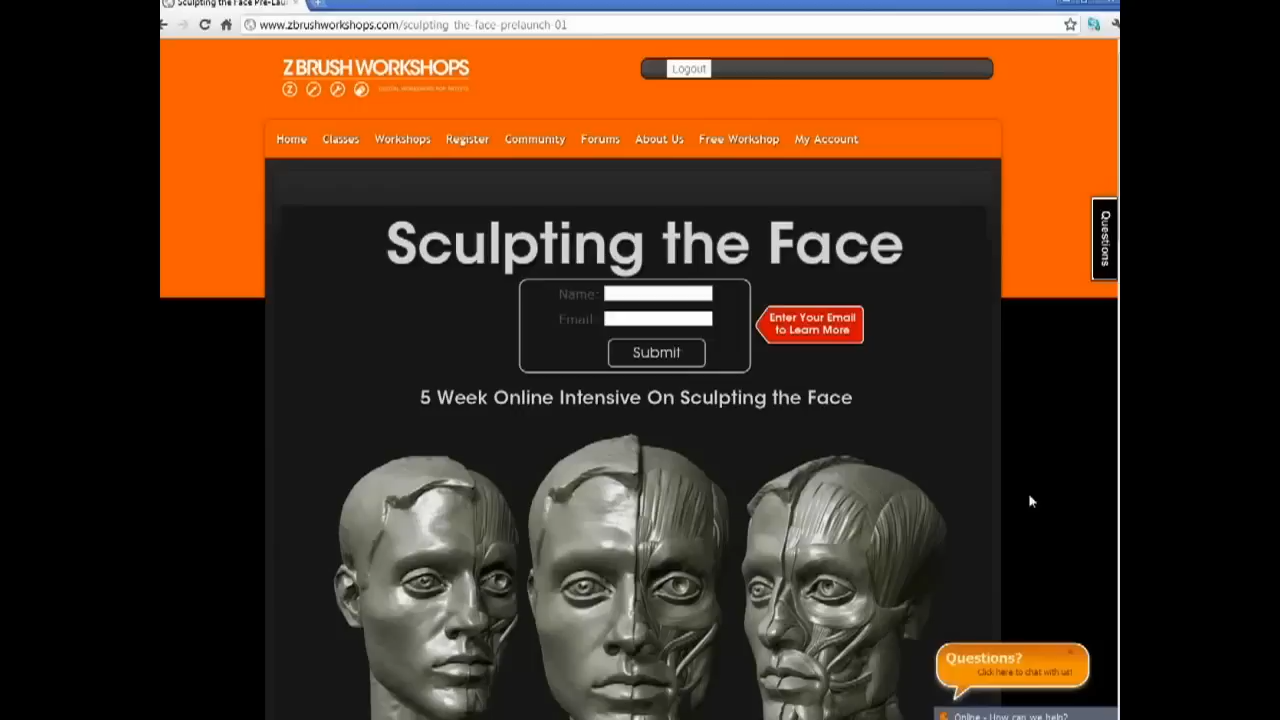 Sculpting the Face Pre-Lau
www.zbrushworkshops.com/sculpting-the-face-prelaunch-01
ZBRUSHWORKSHOPS
Logout
Home Classes Workshops Register Community Forums About Us Free Workshop My Account
Questions
Sculpting the Face
Name:
Email:
Enter Your Email
to Learn More
Submit
5 Week Online Intensive On Sculpting the Face
Questions?
Click here to chat with us!
Online - How can we help?